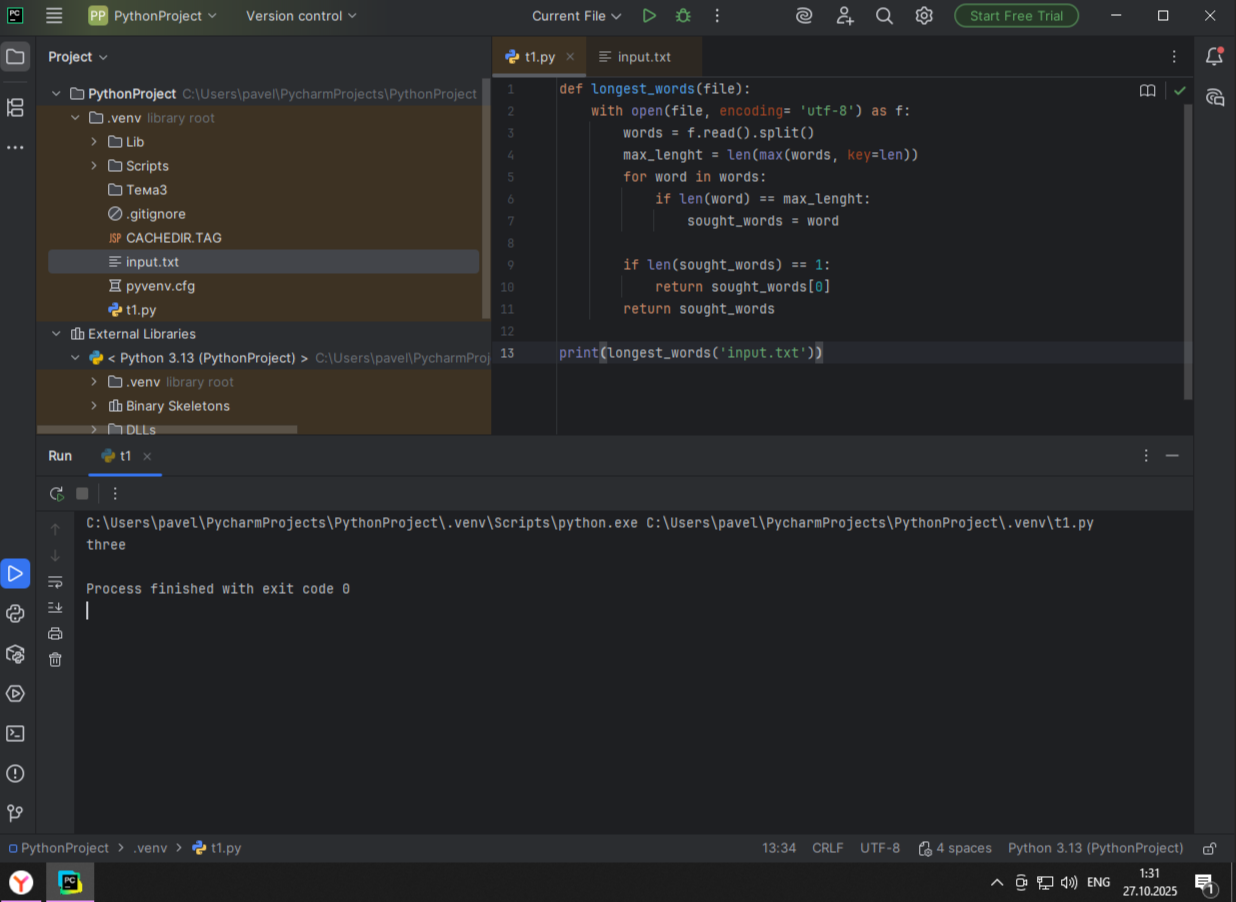 PC
PP PythonProject Version control Current File Start Free Trial
Project
t1.py
input.txt
PythonProject C:\Users\pavel\PycharmProjects\PythonProject
.venv library root
Lib
Scripts
Тема3
.gitignore
JSP CACHEDIR.TAG
input.txt
pyvenv.cfg
t1.py
External Libraries
< Python 3.13 (PythonProject) > C:\Users\pavel\PycharmProj
.venv library root
Binary Skeletons
DLLs
1 def longest_words(file):
2 with open(file, encoding= 'utf-8') as f:
3 words = f.read().split()
4 max_lenght = len(max(words, key=len))
5 for word in words:
6 if len(word) == max_lenght:
7 sought_words = word
8
9 if len(sought_words) == 1:
10 return sought_words[0]
11 return sought_words
12
13 print(longest_words('input.txt'))
Run t1
C:\Users\pavel\PycharmProjects\PythonProject\.venv\Scripts\python.exe C:\Users\pavel\PycharmProjects\PythonProject\.venv\t1.py
three
Process finished with exit code 0
PythonProject > .venv > t1.py 13:34 CRLF UTF-8 4 spaces Python 3.13 (PythonProject)
Y PC ENG 1:31
27.10.2025
1